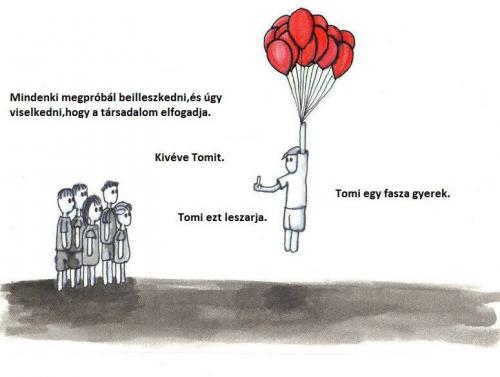 Mindenki megpróbál beilleszkedni,és úgy
viselkedni,hogy a társadalom elfogadja.
Kivéve Tomit.
Tomi egy fasza gyerek.
Tomi ezt leszarja.